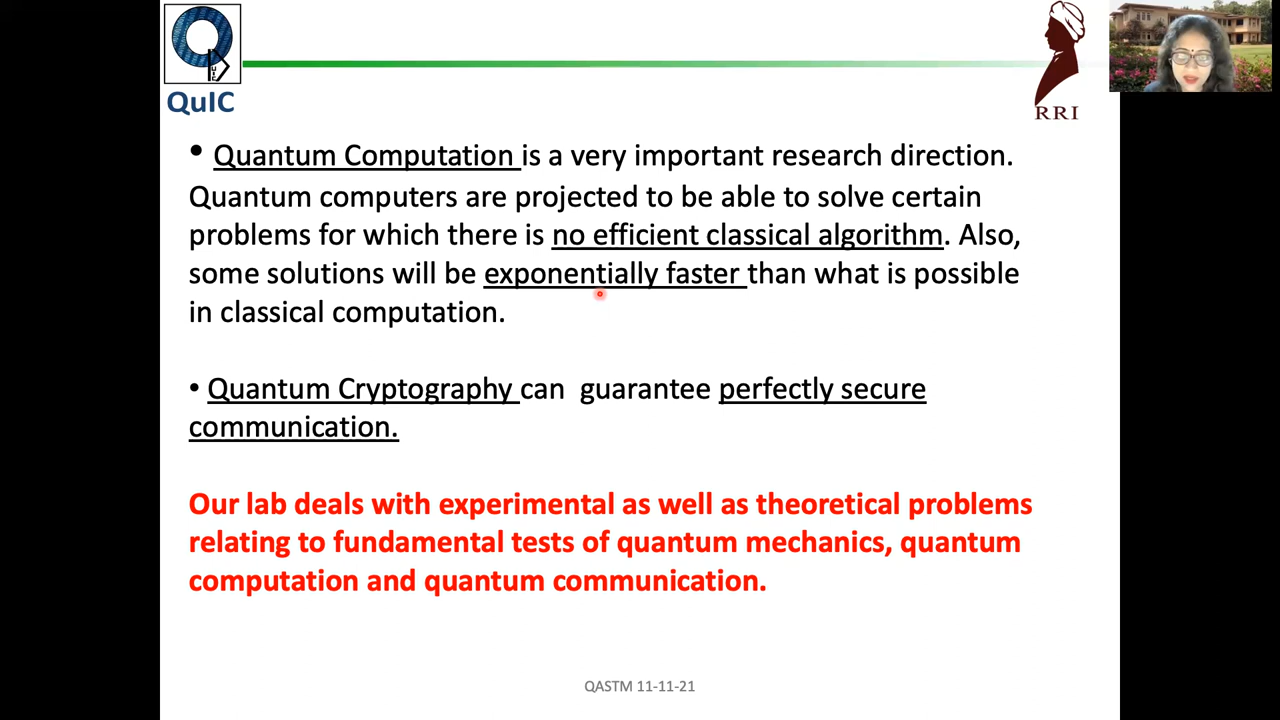 QuIC
QuIC
RRI
• Quantum Computation is a very important research direction.
Quantum computers are projected to be able to solve certain
problems for which there is no efficient classical algorithm. Also,
some solutions will be exponentially faster than what is possible
in classical computation.
• Quantum Cryptography can guarantee perfectly secure
communication.
Our lab deals with experimental as well as theoretical problems
relating to fundamental tests of quantum mechanics, quantum
computation and quantum communication.
QASTM 11-11-21